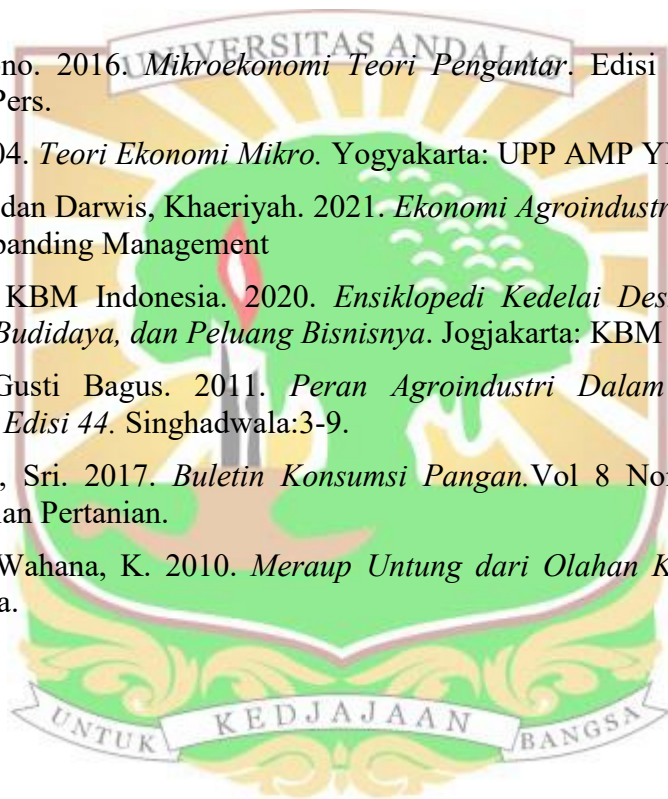 UNIVERSITAS ANDALAS
no. 2016. Mikroekonomi Teori Pengantar. Edisi
Pers.
04. Teori Ekonomi Mikro. Yogyakarta: UPP AMP Y
dan Darwis, Khaeriyah. 2021. Ekonomi Agroindustr
panding Management
KBM Indonesia. 2020. Ensiklopedi Kedelai Des
Budidaya, dan Peluang Bisnisnya. Jogjakarta: KBM
Gusti Bagus. 2011. Peran Agroindustri Dalam
Edisi 44. Singhadwala:3-9.
, Sri. 2017. Buletin Konsumsi Pangan.Vol 8 No
an Pertanian.
Wahana, K. 2010. Meraup Untung dari Olahan K
a.
UNTUK KEDJAJAAN BANGSA